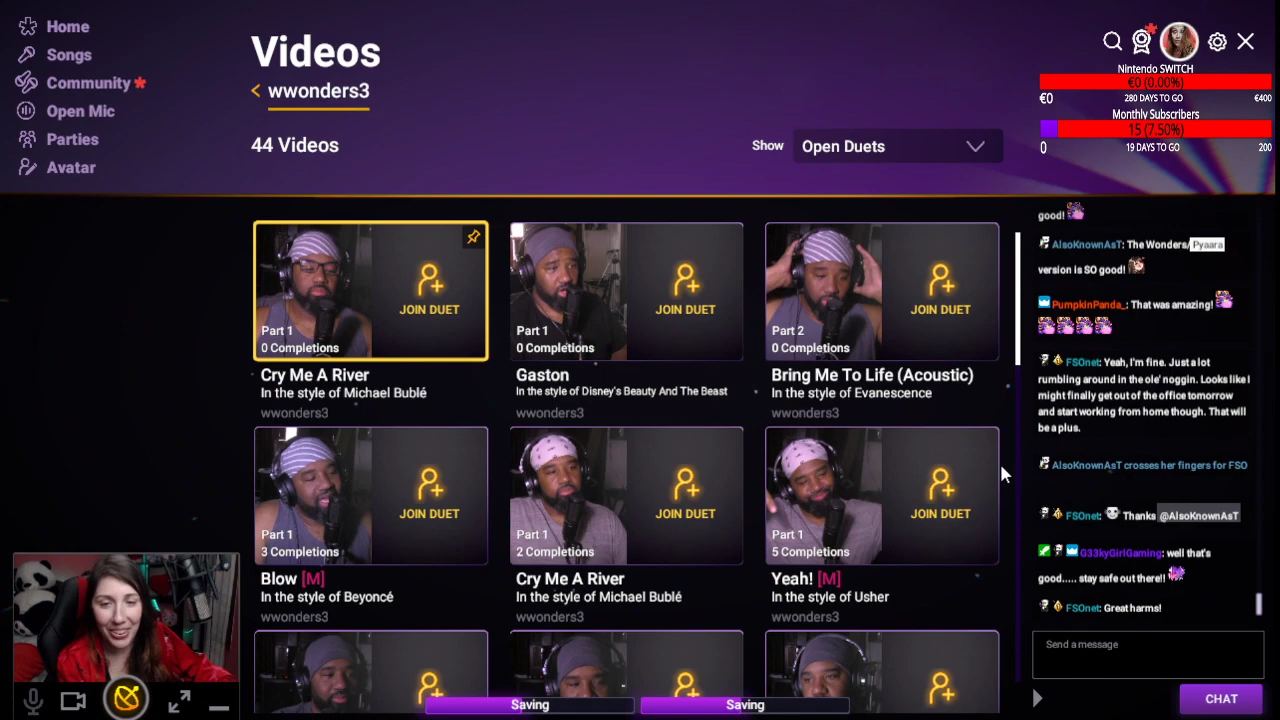 Home
Songs
Community *
Open Mic
Parties
Avatar
Videos
< wwonders3
44 Videos
Show
Open Duets
Nintendo SWITCH
€0 (0.00%)
€0 280 DAYS TO GO €400
Monthly Subscribers
15 (7.50%)
0 19 DAYS TO GO 200
JOIN DUET
Part 1
0 Completions
Cry Me A River
In the style of Michael Bublé
wwonders3
JOIN DUET
Part 1
0 Completions
Gaston
In the style of Disney's Beauty And The Beast
wwonders3
JOIN DUET
Part 2
0 Completions
Bring Me To Life (Acoustic)
In the style of Evanescence
wwonders3
JOIN DUET
Part 1
3 Completions
Blow [M]
In the style of Beyoncé
wwonders3
JOIN DUET
Part 1
2 Completions
Cry Me A River
In the style of Michael Bublé
wwonders3
JOIN DUET
Part 1
5 Completions
Yeah! [M]
In the style of Usher
wwonders3
Saving
Saving
good!
AlsoKnownAsT: The Wonders/Pyaara
version is SO good!
PumpkinPanda_: That was amazing!
FSOnet: Yeah, I'm fine. Just a lot
rumbling around in the ole' noggin. Looks like I
might finally get out of the office tomorrow
and start working from home though. That will
be a plus.
AlsoKnownAsT crosses her fingers for FSO
FSOnet: Thanks @AlsoKnownAsT
G33kyGirlGaming: well that's
good..... stay safe out there!!
FSOnet: Great harms!
Send a message
CHAT